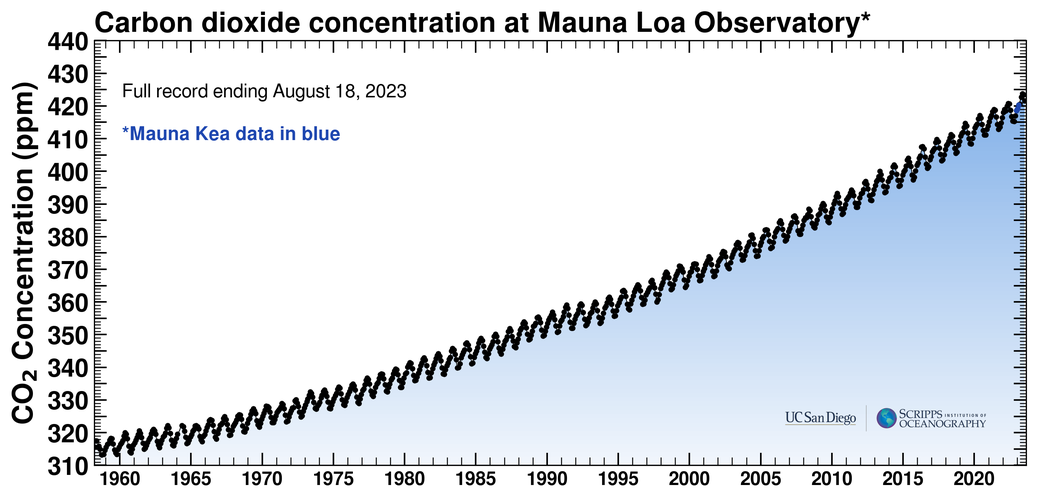 Carbon dioxide concentration at Mauna Loa Observatory*
Full record ending August 18, 2023
*Mauna Kea data in blue
CO₂ Concentration (ppm)
440
430
420
410
400
390
380
370
360
350
340
330
320
310
1960 1965 1970 1975 1980 1985 1990 1995 2000 2005 2010 2015 2020
UC San Diego
SCRIPPS INSTITUTION OF
OCEANOGRAPHY